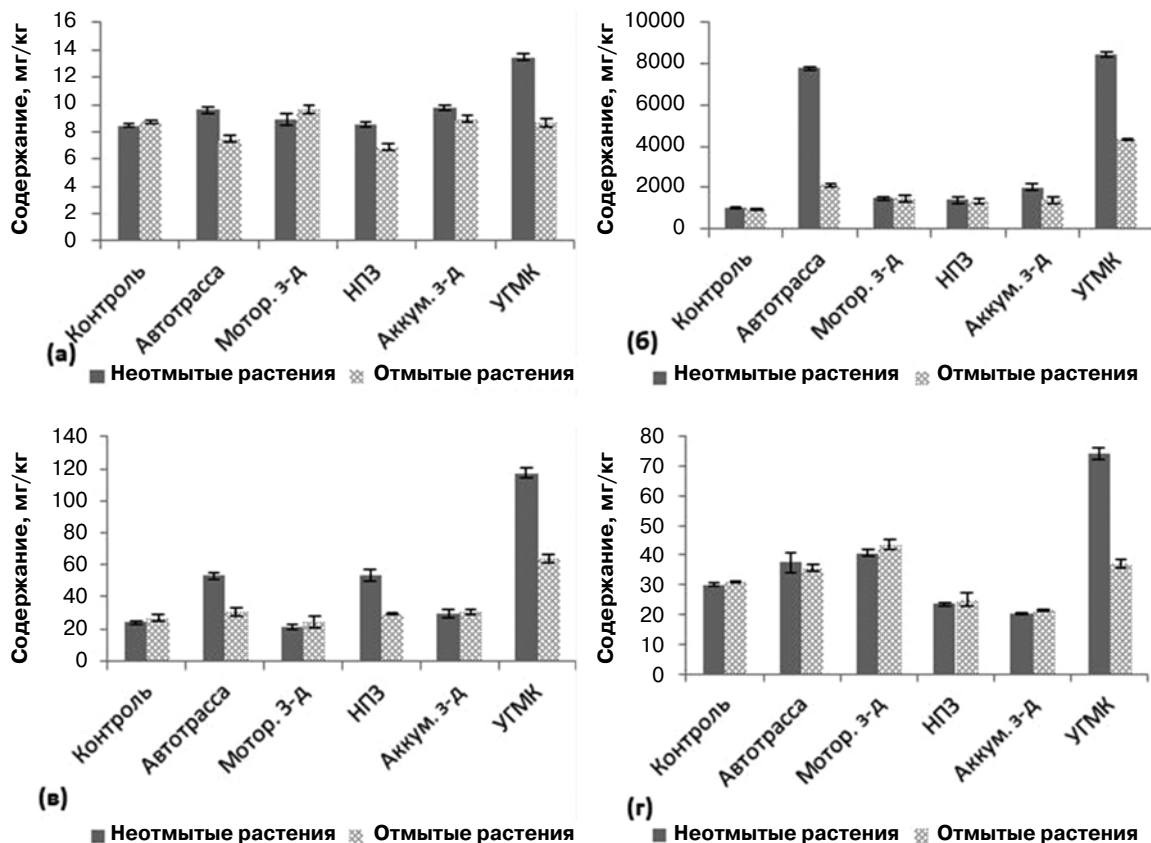 Содержание, мг/кг
16
14
12
10
8
6
4
2
0
Контроль
Автотрасса
Мотор. з-д
НПЗ
Аккум. з-д
УГМК
(а)
Неотмытые растения Отмытые растения
Содержание, мг/кг
10000
8000
6000
4000
2000
0
Контроль
Автотрасса
Мотор. з-д
НПЗ
Аккум. з-д
УГМК
(б)
Неотмытые растения Отмытые растения
Содержание, мг/кг
140
120
100
80
60
40
20
0
Контроль
Автотрасса
Мотор. З-д
НПЗ
Аккум. з-д
УГМК
(в)
Неотмытые растения Отмытые растения
Содержание, мг/кг
80
70
60
50
40
30
20
10
0
Контроль
Автотрасса
Мотор. з-д
НПЗ
Аккум. з-д
УГМК
(г)
Неотмытые растения Отмытые растения